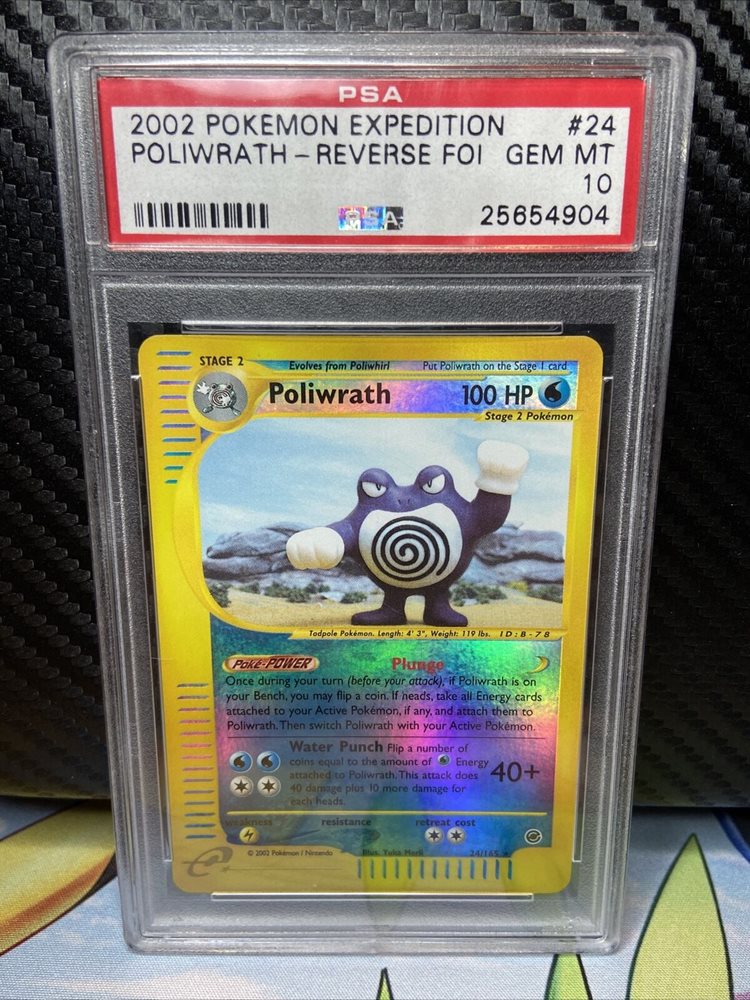 PSA
2002 POKEMON EXPEDITION #24
POLIWRATH - REVERSE FOI GEM MT
10
PSA
25654904
STAGE 2
Evolves from Poliwhirl
Put Poliwrath on the Stage 1 card
Poliwrath 100 HP
Stage 2 Pokémon
Tadpole Pokémon. Length: 4' 3", Weight: 119 lbs. ID: B - 78
POKé-POWER Plunge
Once during your turn (before your attack), if Poliwrath is on
your Bench, you may flip a coin. If heads, take all Energy cards
attached to your Active Pokémon, if any, and attach them to
Poliwrath. Then switch Poliwrath with your Active Pokémon.
Water Punch Flip a number of
coins equal to the amount of Energy
attached to Poliwrath. This attack does
40 damage plus 10 more damage for
each heads.
40+
weakness resistance retreat cost
e
© 2002 Pokémon / Nintendo
Illus. Yuka Morii
24/165